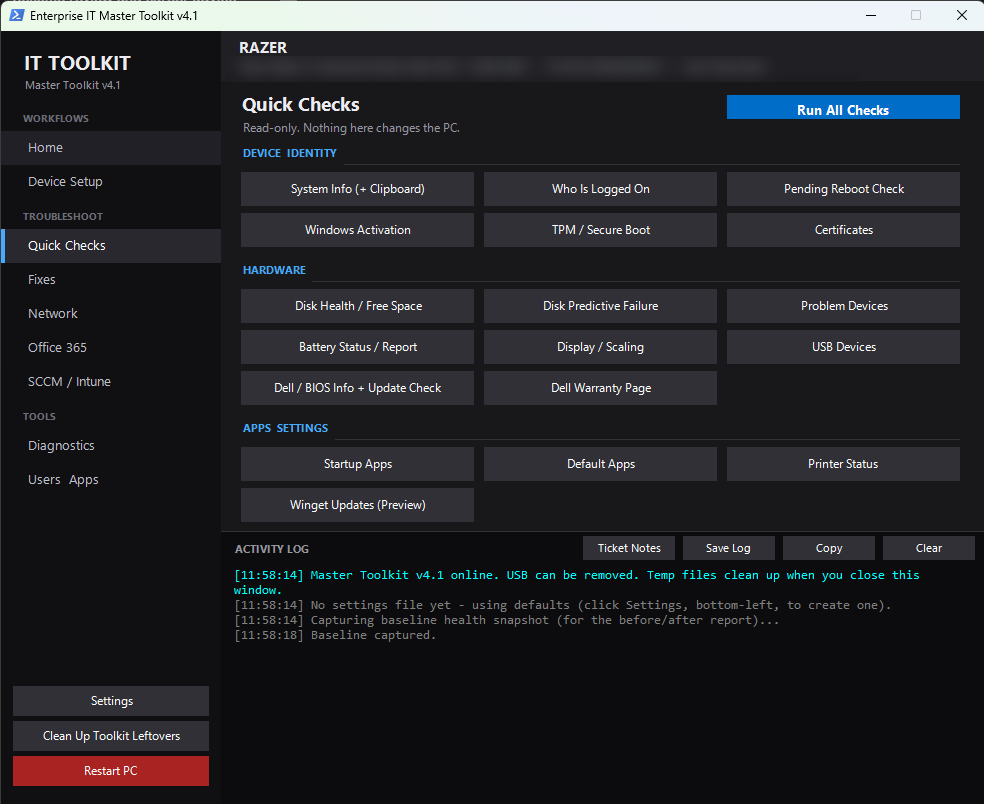 Enterprise IT Master Toolkit v4.1
IT TOOLKIT
Master Toolkit v4.1
WORKFLOWS
Home
Device Setup
TROUBLESHOOT
Quick Checks
Fixes
Network
Office 365
SCCM / Intune
TOOLS
Diagnostics
Users Apps
Settings
Clean Up Toolkit Leftovers
Restart PC
RAZER
Quick Checks
Run All Checks
Read-only. Nothing here changes the PC.
DEVICE IDENTITY
System Info (+ Clipboard)
Who Is Logged On
Pending Reboot Check
Windows Activation
TPM / Secure Boot
Certificates
HARDWARE
Disk Health / Free Space
Disk Predictive Failure
Problem Devices
Battery Status / Report
Display / Scaling
USB Devices
Dell / BIOS Info + Update Check
Dell Warranty Page
APPS SETTINGS
Startup Apps
Default Apps
Printer Status
Winget Updates (Preview)
ACTIVITY LOG
Ticket Notes
Save Log
Copy
Clear
[11:58:14] Master Toolkit v4.1 online. USB can be removed. Temp files clean up when you close this
window.
[11:58:14] No settings file yet - using defaults (click Settings, bottom-left, to create one).
[11:58:14] Capturing baseline health snapshot (for the before/after report)...
[11:58:18] Baseline captured.